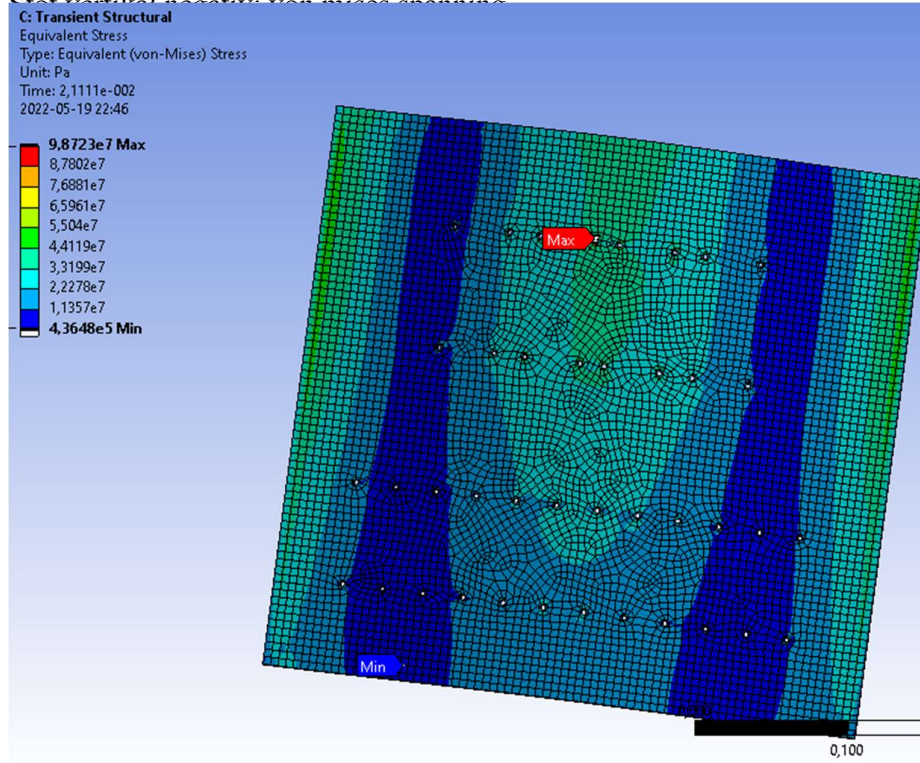 C: Transient Structural
Equivalent Stress
Type: Equivalent (von-Mises) Stress
Unit: Pa
Time: 2,1111e-002
2022-05-19 22:46
9,8723e7 Max
8,7802e7
7,6881e7
6,5961e7
5,504e7
4,4119e7
3,3199e7
2,2278e7
1,1357e7
4,3648e5 Min
Max
Min
0,100